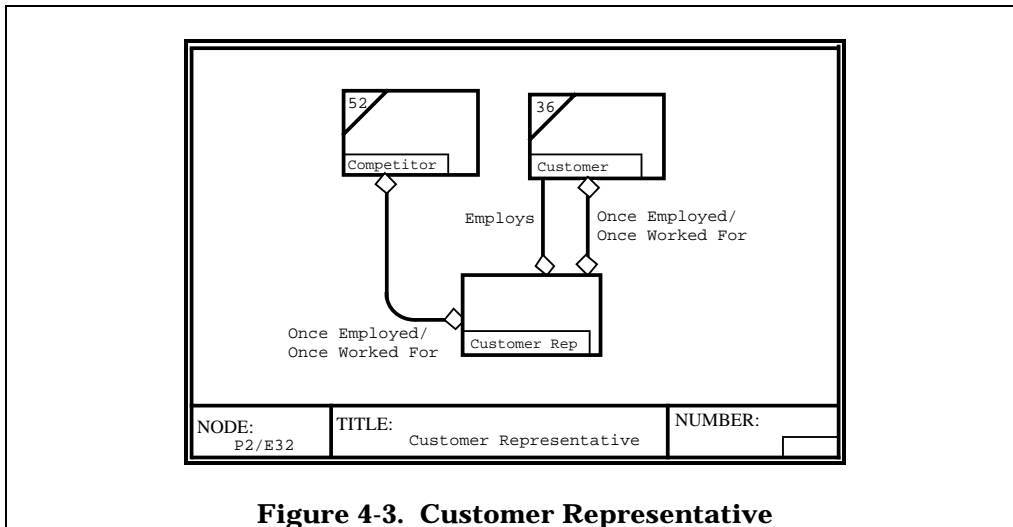 52
36
Competitor
Customer
Employs
Once Employed/
Once Worked For
Once Employed/
Once Worked For
Customer Rep
NODE:
P2/E32
TITLE:
Customer Representative
NUMBER:
Figure 4-3. Customer Representative